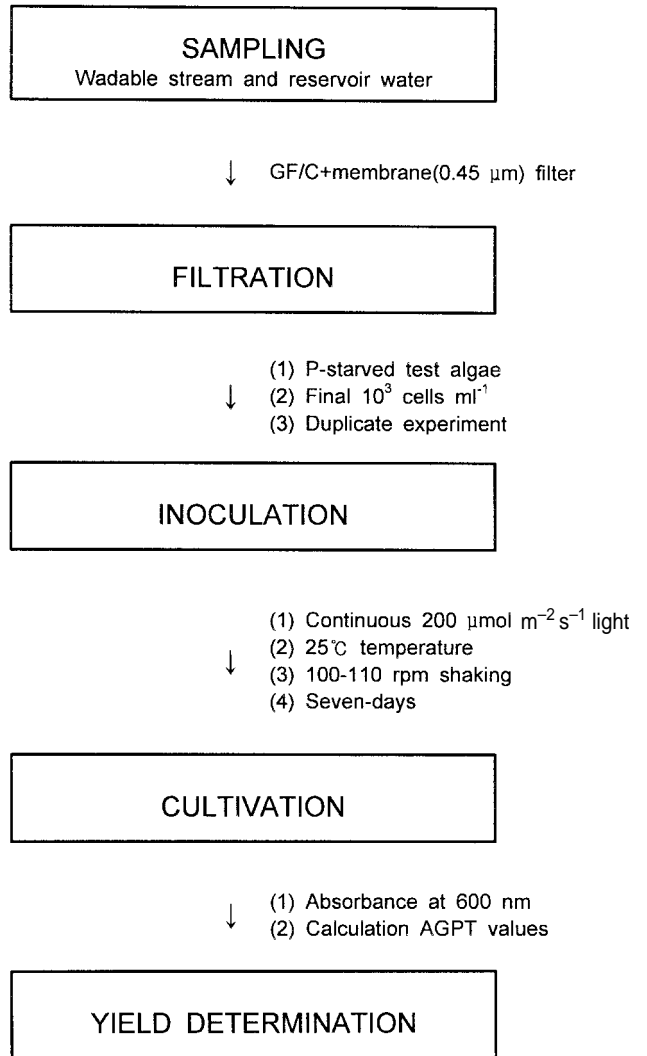 SAMPLING
Wadable stream and reservoir water
↓ GF/C+membrane(0.45 μm) filter
FILTRATION
(1) P-starved test algae
↓ (2) Final 10³ cells ml⁻¹
(3) Duplicate experiment
INOCULATION
(1) Continuous 200 μmol m⁻² s⁻¹ light
(2) 25℃ temperature
↓ (3) 100-110 rpm shaking
(4) Seven-days
CULTIVATION
↓ (1) Absorbance at 600 nm
(2) Calculation AGPT values
YIELD DETERMINATION